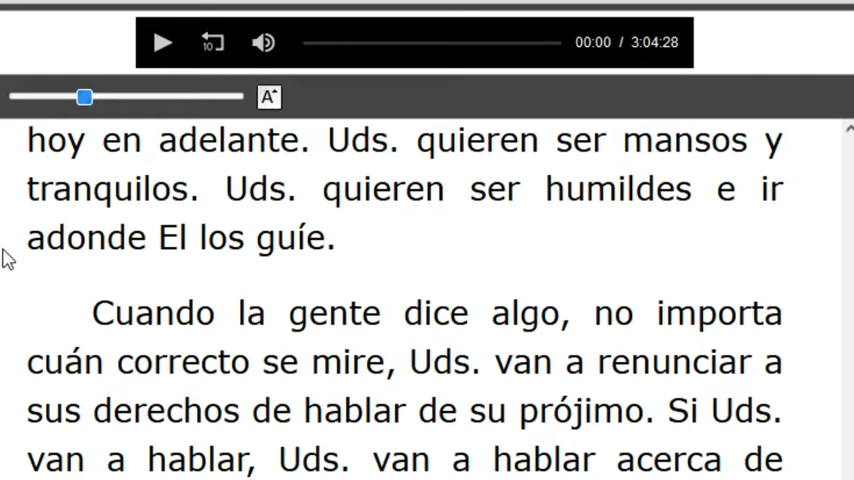 10
00:00 / 3:04:28
A
hoy en adelante. Uds. quieren ser mansos y
tranquilos. Uds. quieren ser humildes e ir
adonde El los guíe.
Cuando la gente dice algo, no importa
cuán correcto se mire, Uds. van a renunciar a
sus derechos de hablar de su prójimo. Si Uds.
van a hablar, Uds. van a hablar acerca de